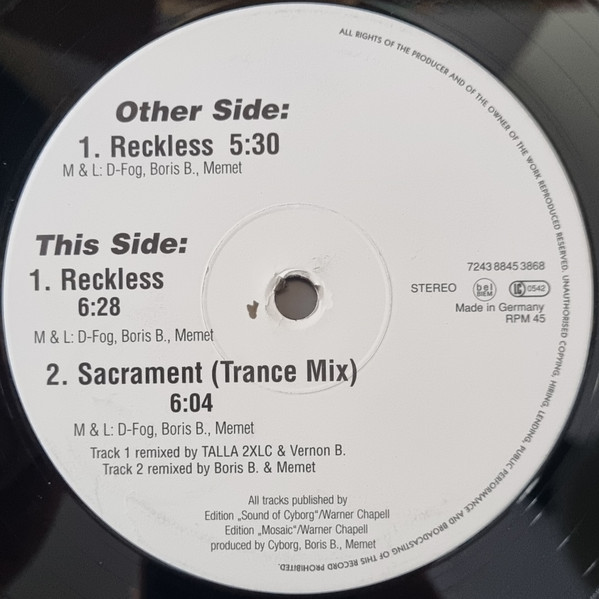 ALL RIGHTS OF THE PRODUCER AND OF THE OWNER OF THE WORK REPRODUCED RESERVED. UNAUTHORISED COPYING, HIRING, LENDING, PUBLIC PERFORMANCE AND BROADCASTING OF THIS RECORD PROHIBITED.
Other Side:
1. Reckless 5:30
M & L: D-Fog, Boris B., Memet
This Side:
1. Reckless
6:28
M & L: D-Fog, Boris B., Memet
2. Sacrament (Trance Mix)
6:04
M & L: D-Fog, Boris B., Memet
Track 1 remixed by TALLA 2XLC & Vernon B.
Track 2 remixed by Boris B. & Memet
7243 8845 3868
STEREO bel BIEM LC 0542
Made in Germany
RPM 45
All tracks published by
Edition „Sound of Cyborg“/Warner Chapell
Edition „Mosaic“/Warner Chapell
produced by Cyborg, Boris B., Memet